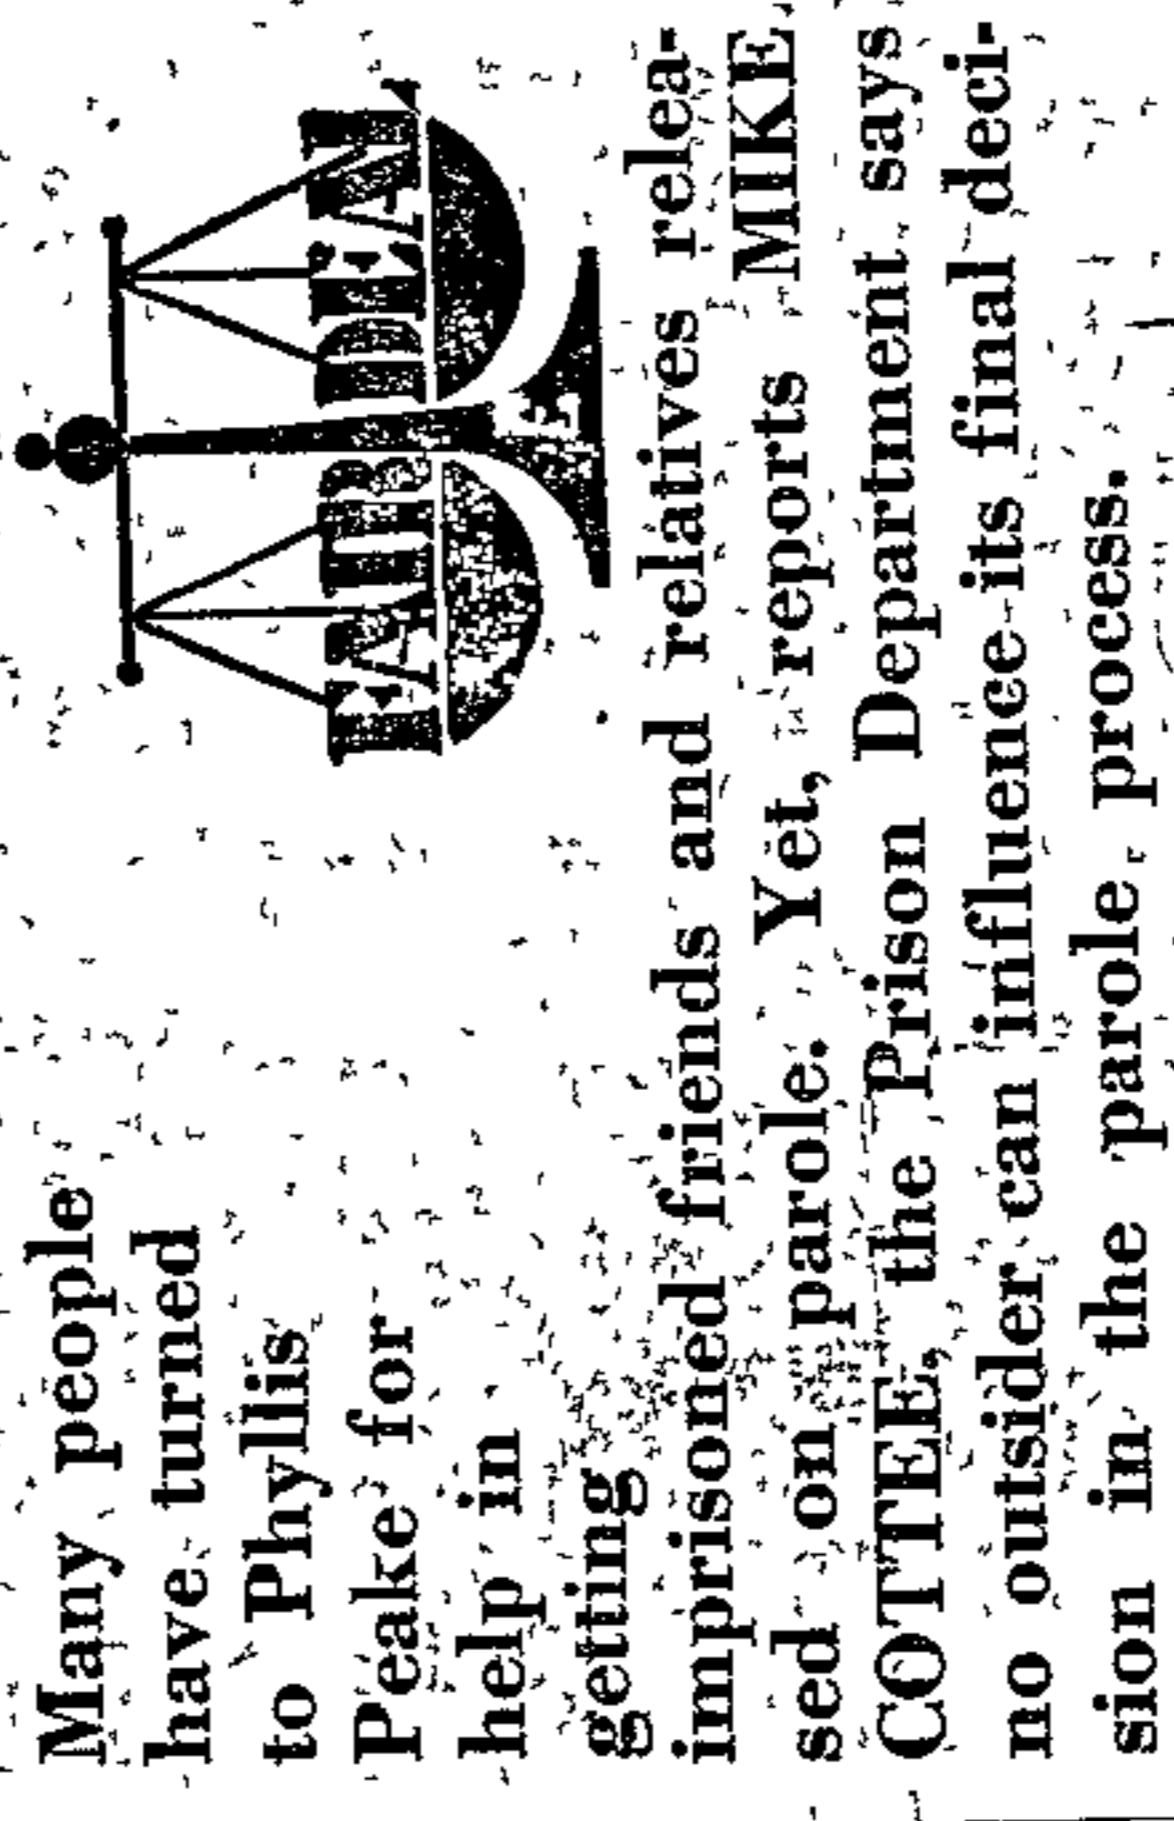 Many people
have turned
to Phyllis
Peake for
help in
getting
FAIR DEAL
imprisoned friends and relatives relea-
sed on parole. Yet, reports MIKE
COTTEE, the Prison Department says
no outsider can influence its final deci-
sion in the parole process.